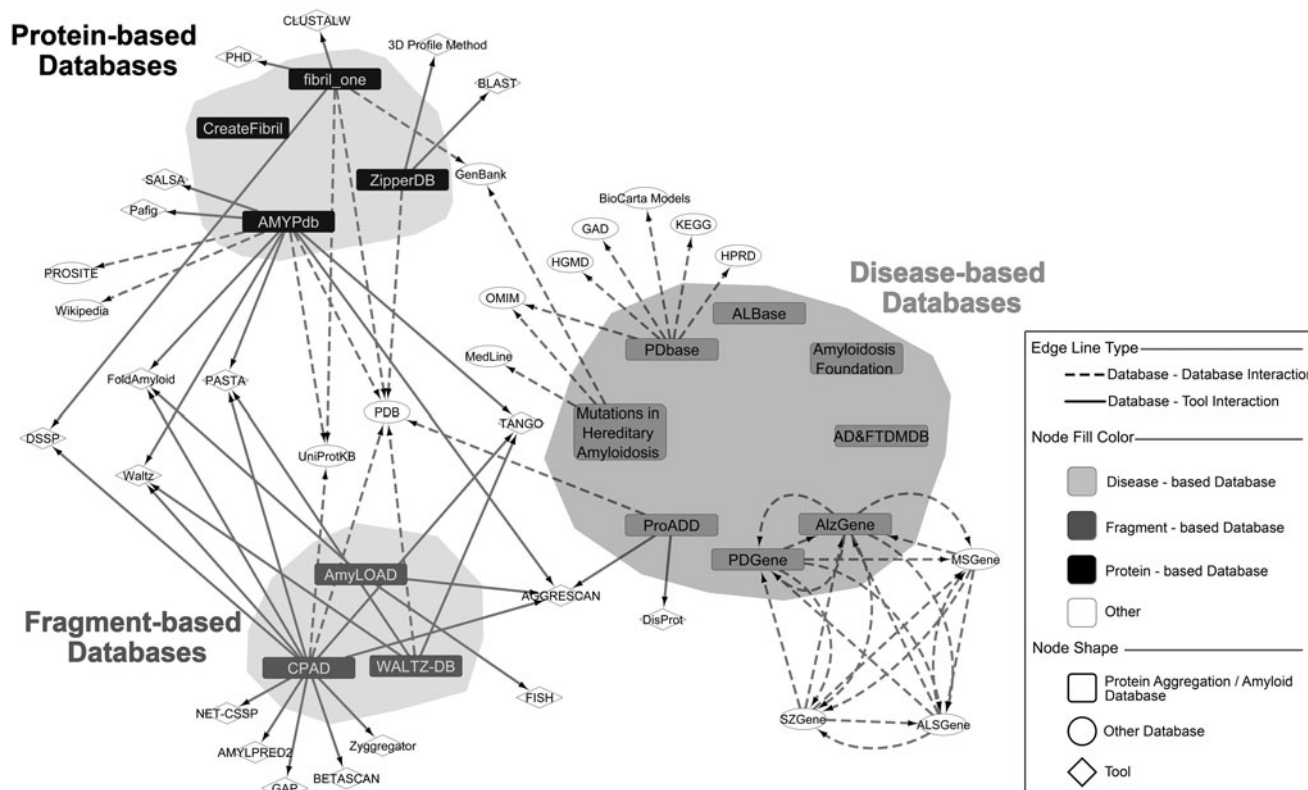 Protein-based
Databases
CLUSTALW
PHD
fibril_one
3D Profile Method
BLAST
CreateFibril
ZipperDB
GenBank
SALSA
Pafig
AMYPdb
PROSITE
Wikipedia
BioCarta Models
GAD
KEGG
HGMD
HPRD
OMIM
MedLine
Disease-based
Databases
ALBase
PDbase
Amyloidosis
Foundation
Mutations in
Hereditary
Amyloidosis
AD&FTDMDB
ProADD
AlzGene
PDGene
MSGene
SZGene
ALSGene
DisProt
FoldAmyloid
PASTA
PDB
TANGO
DSSP
UniProtKB
Waltz
AmyLOAD
AGGRESCAN
Fragment-based
Databases
CPAD
WALTZ-DB
FISH
NET-CSSP
AMYLPRED2
Zyggregator
BETASCAN
GAP
Edge Line Type
Database - Database Interaction
Database - Tool Interaction
Node Fill Color
Disease - based Database
Fragment - based Database
Protein - based Database
Other
Node Shape
Protein Aggregation / Amyloid
Database
Other Database
Tool